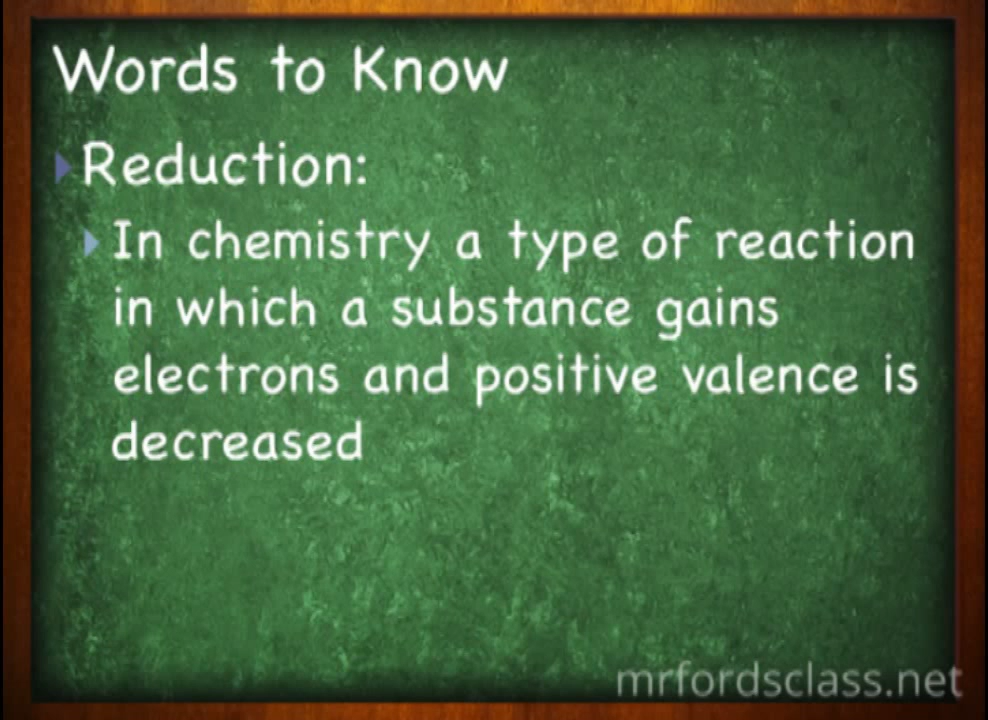 Words to Know
Reduction:
In chemistry a type of reaction
in which a substance gains
electrons and positive valence is
decreased
mrfordsclass.net